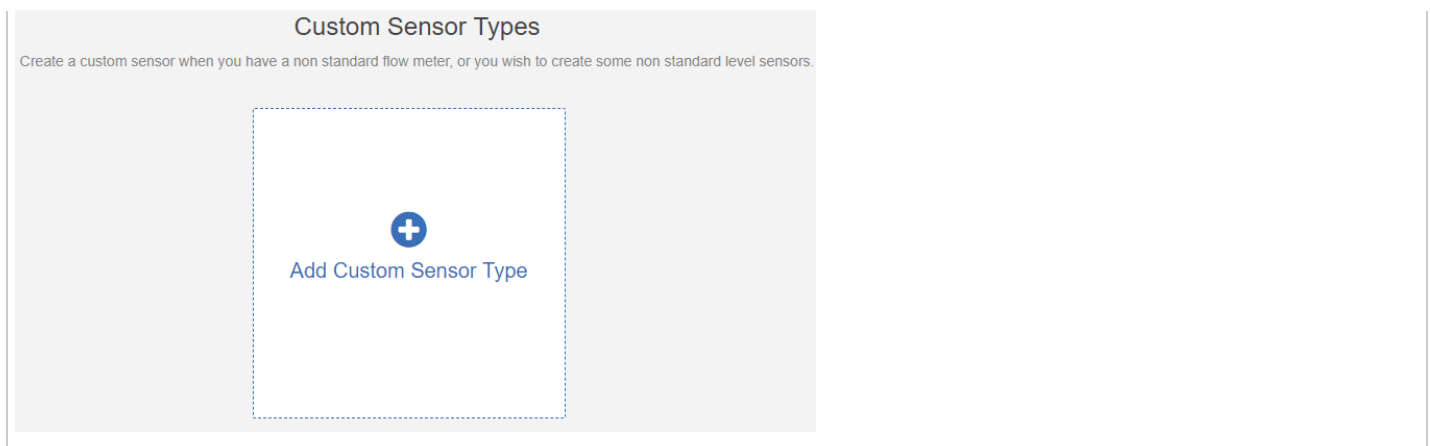 Custom Sensor Types
Create a custom sensor when you have a non standard flow meter, or you wish to create some non standard level sensors.
Add Custom Sensor Type